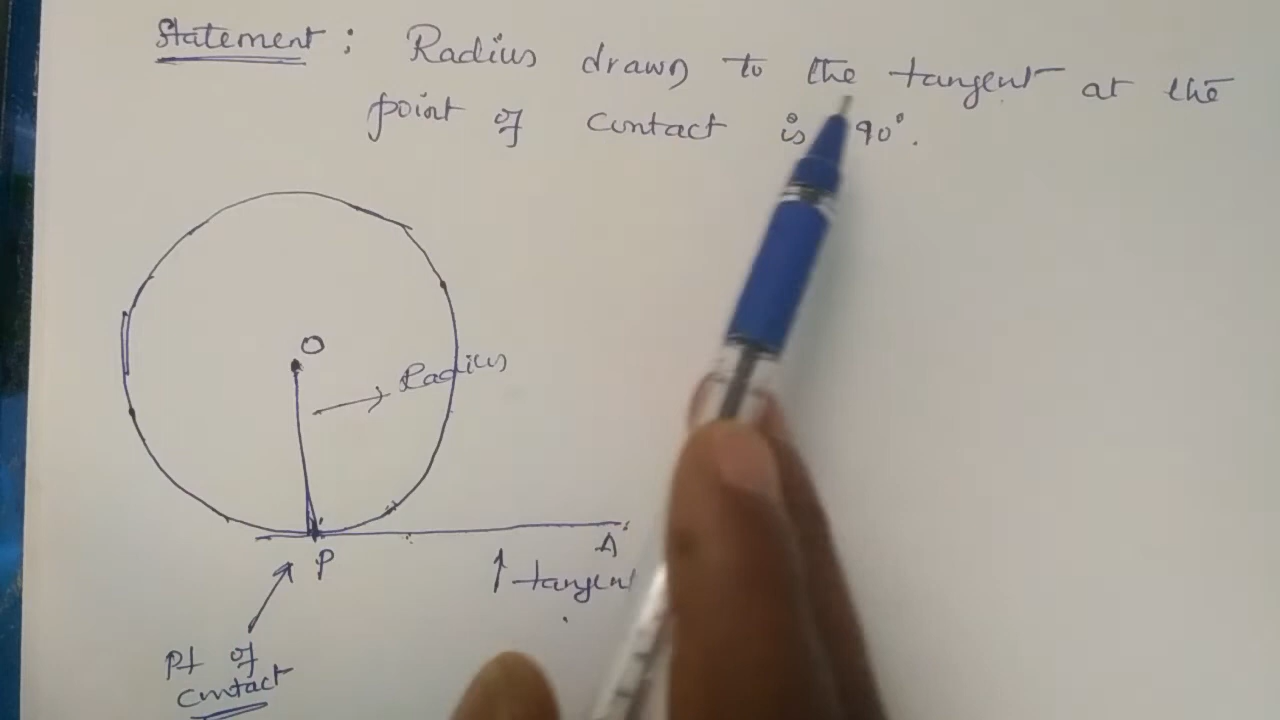 Statement : Radius drawn to the tangent at the
point of contact is 90°.
O
Radius
P
A
tangent
Pt of
contact